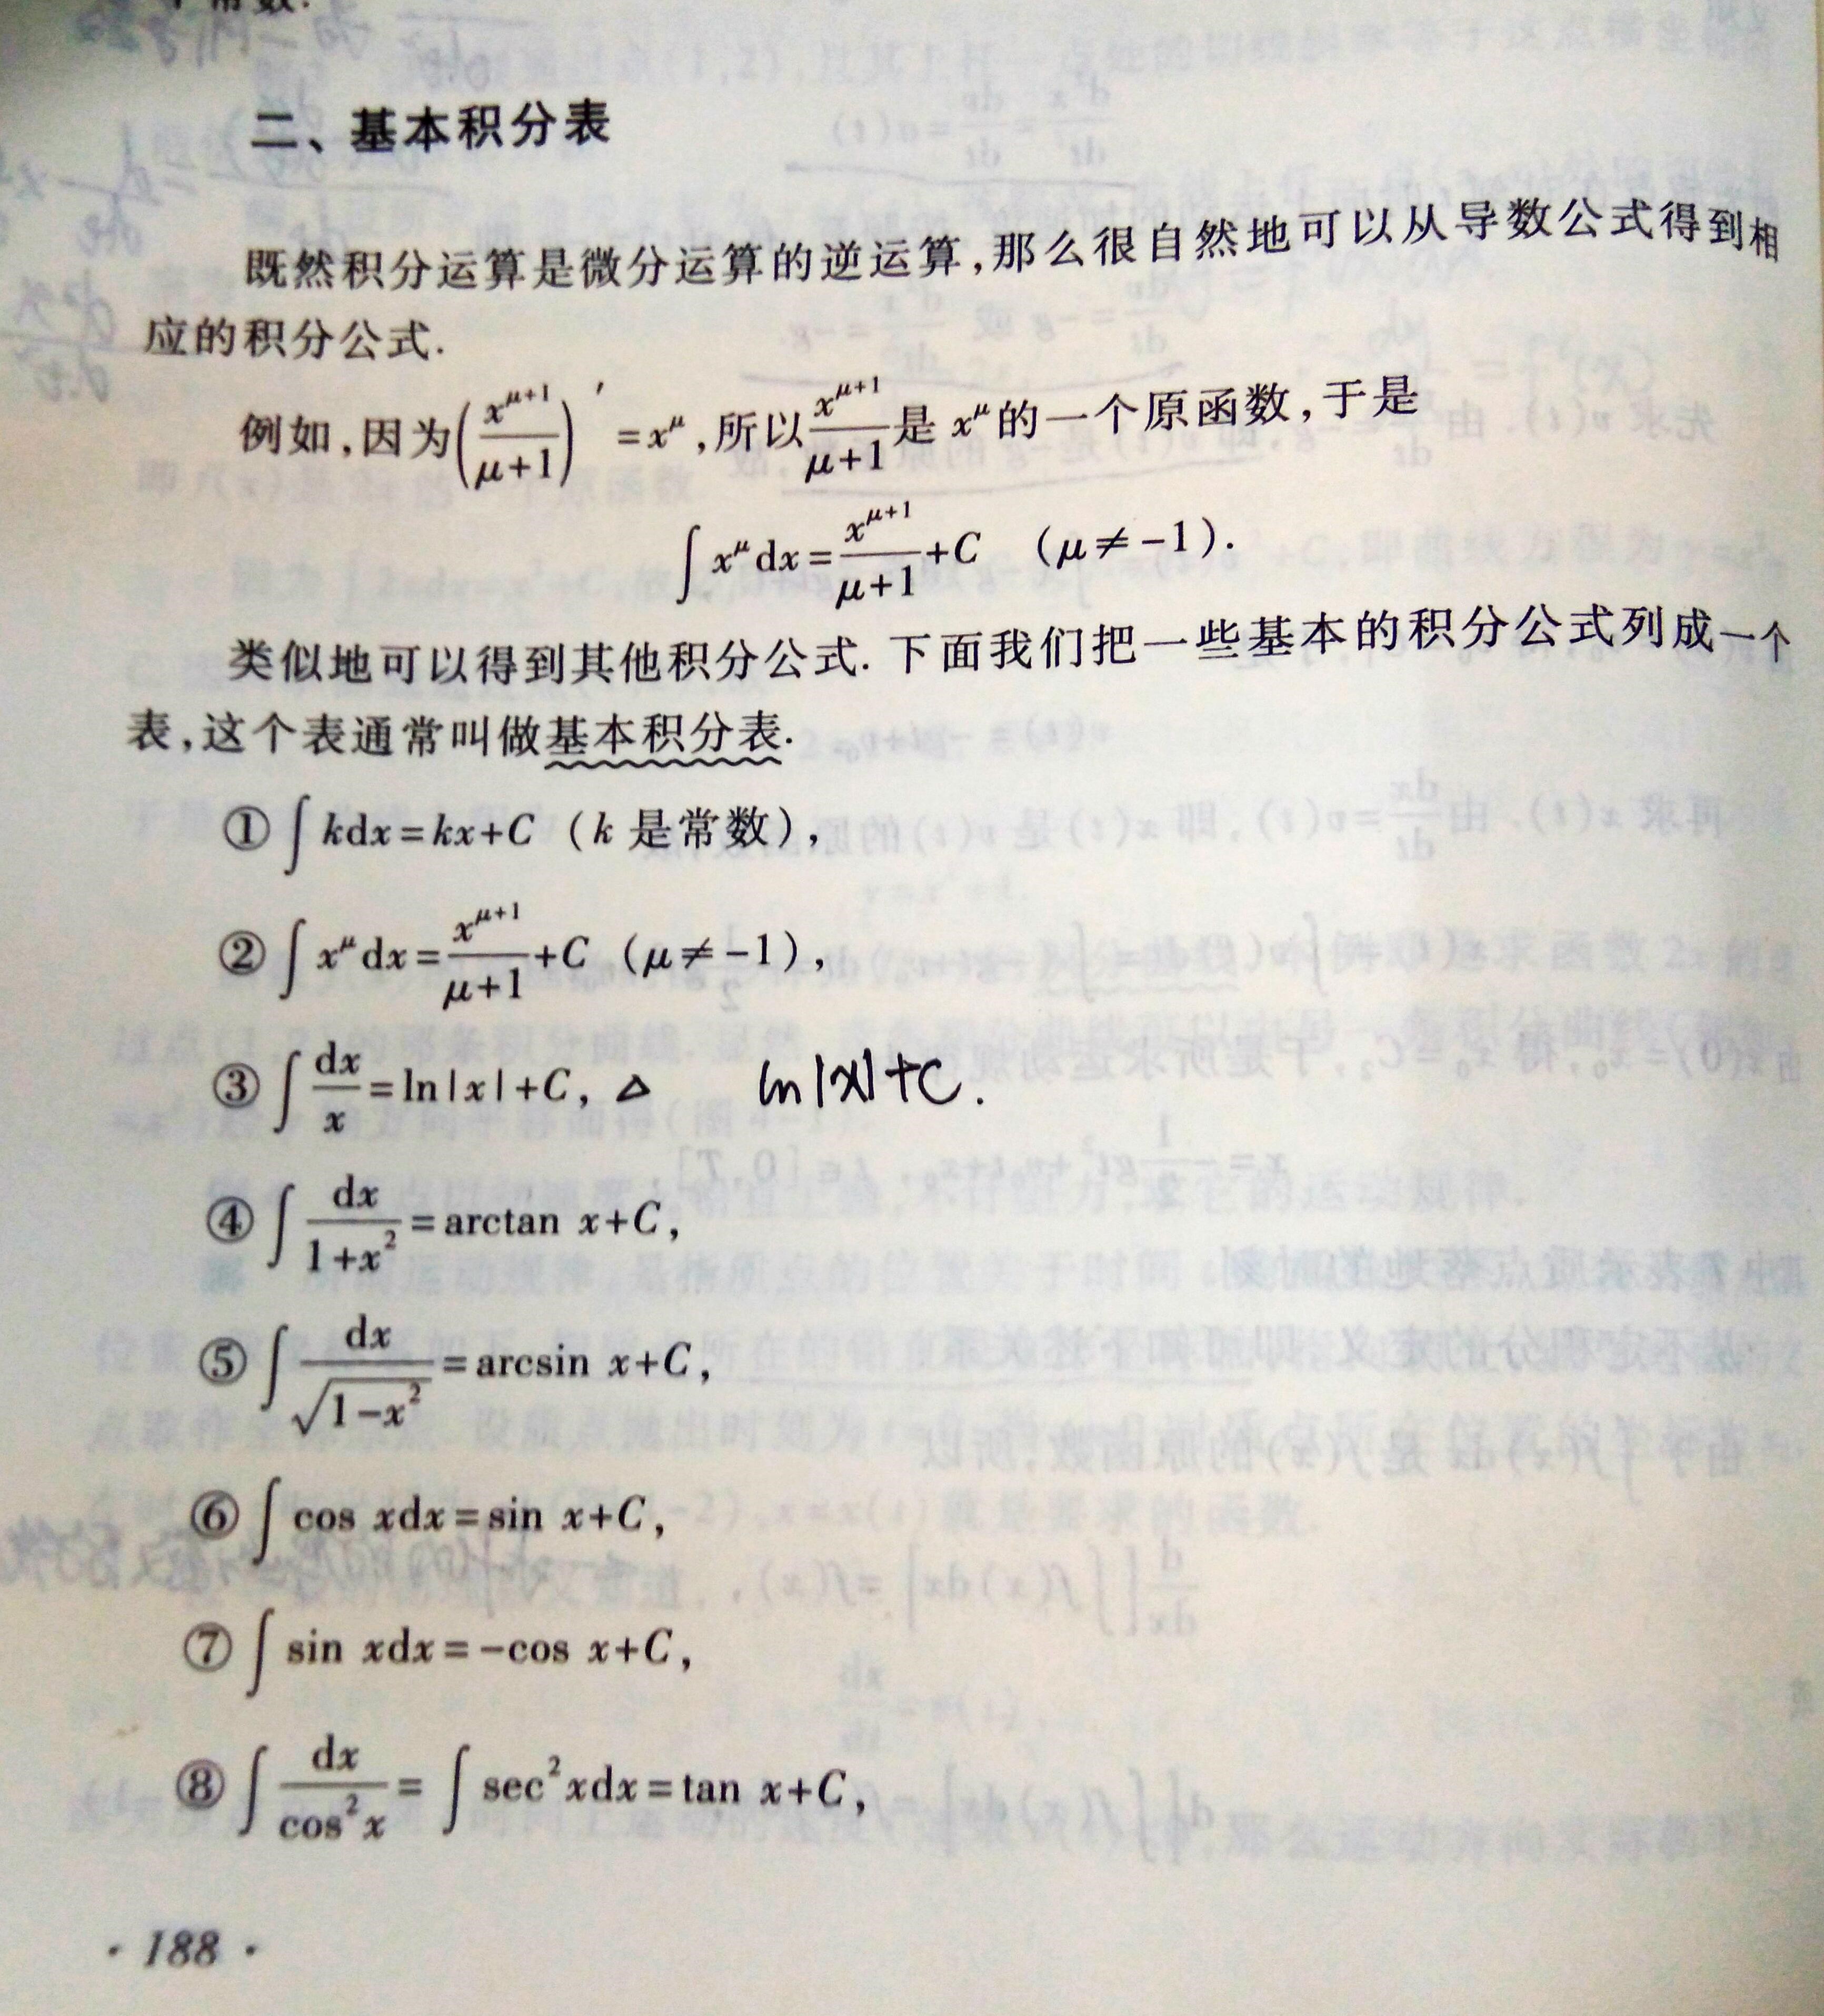 二、基本积分表
既然积分运算是微分运算的逆运算,那么很自然地可以从导数公式得到相
应的积分公式.
例如,因为$\left(\frac{x^{\mu+1}}{\mu+1}\right)'=x^{\mu}$,所以$\frac{x^{\mu+1}}{\mu+1}$是 $x^{\mu}$的一个原函数,于是
$\int x^{\mu}dx=\frac{x^{\mu+1}}{\mu+1}+C$ ($\mu\neq-1$).
类似地可以得到其他积分公式. 下面我们把一些基本的积分公式列成一个
表,这个表通常叫做基本积分表.
① $\int kdx=kx+C$ (k 是常数),
② $\int x^{\mu}dx=\frac{x^{\mu+1}}{\mu+1}+C$ ($\mu\neq-1$),
③ $\int\frac{dx}{x}=\ln|x|+C$, △ $\ln|x|+C$.
④ $\int\frac{dx}{1+x^2}=\arctan x+C$,
⑤ $\int\frac{dx}{\sqrt{1-x^2}}=\arcsin x+C$,
⑥ $\int\cos xdx=\sin x+C$,
⑦ $\int\sin xdx=-\cos x+C$,
⑧ $\int\frac{dx}{\cos^2x}=\int\sec^2xdx=\tan x+C$,
· 188 ·